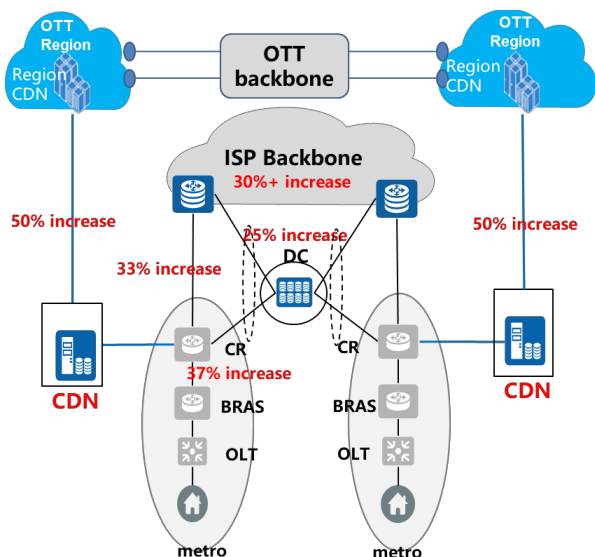 OTT
Region
OTT
Region
OTT
backbone
Region
CDN
Region
CDN
ISP Backbone
30%+ increase
50% increase
25% increase
50% increase
DC
33% increase
CR
CR
37% increase
CDN
CDN
BRAS
BRAS
OLT
OLT
metro
metro